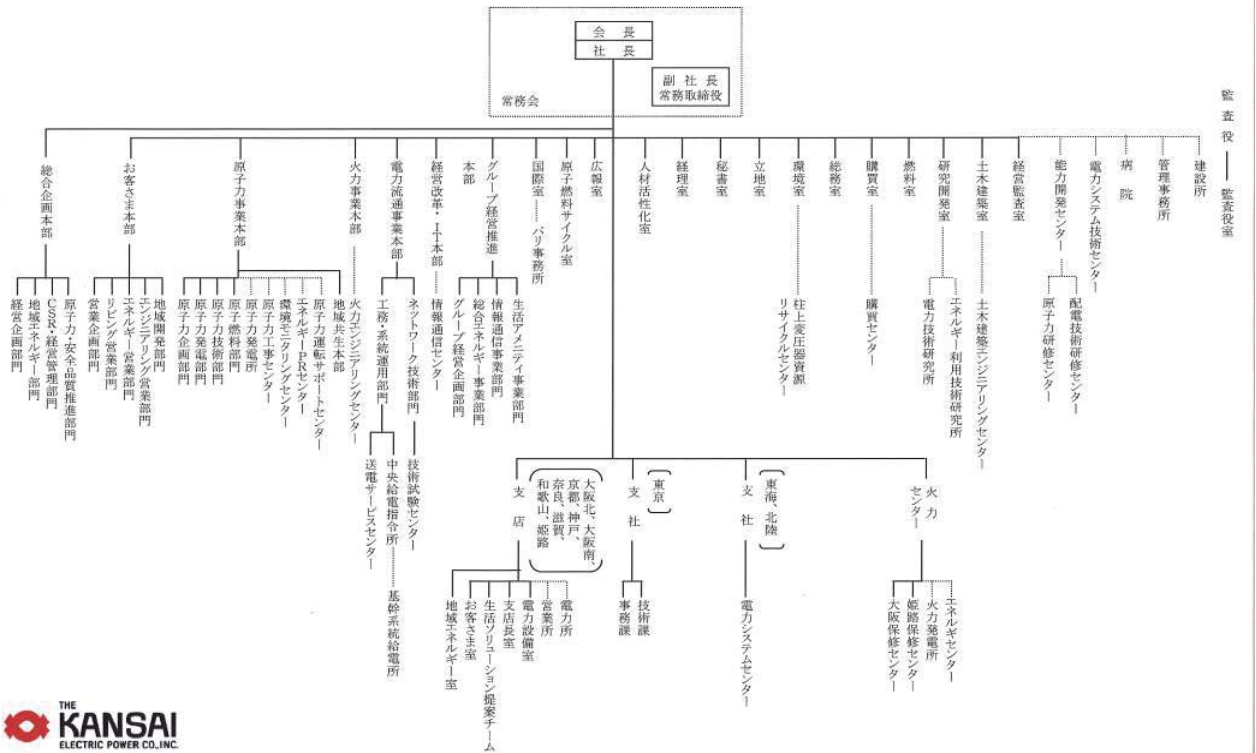 会長
社長
副社長
常務取締役
常務会
監査役
監査役室
総合企画本部
お客さま本部
原子力事業本部
火力事業本部
電力流通事業本部
経営改革・IT本部
グループ経営推進
本部
国際室
パリ事務所
原子燃料サイクル室
広報室
人材活性化室
経理室
秘書室
立地室
環境室
総務室
購買室
燃料室
研究開発室
土木建築室
経営監査室
能力開発センター
電力システム技術センター
病院
管理事務所
建設所
経営企画部門
地域エネルギー部門
CSR・経営管理部門
原子力・安全品質推進部門
営業企画部門
リビング営業部門
エネルギー営業部門
エンジニアリング営業部門
地域開発部門
原子力企画部門
原子力発電部門
原子力技術部門
原子燃料部門
原子力発電所
原子力工事センター
環境モニタリングセンター
エネルギーPRセンター
原子力運転サポートセンター
地域共生本部
火力エンジニアリングセンター
工務・系統運用部門
ネットワーク技術部門
情報通信センター
グループ経営企画部門
総合エネルギー事業部門
情報通信事業部門
生活アメニティ事業部門
柱上変圧器資源
リサイクルセンター
購買センター
電力技術研究所
エネルギー利用技術研究所
土木建築エンジニアリングセンター
原子力研修センター
配電技術研修センター
送電サービスセンター
中央給電指令所
基幹系統給電所
技術試験センター
支店
大阪北、大阪南、
京都、神戸、
奈良、滋賀、
和歌山、姫路
支社
東京
支社
東海、北陸
火力
センター
地域エネルギー室
お客さま室
生活ソリューション提案チーム
支店長室
電力設備室
営業所
電力所
事務課
技術課
電力システムセンター
大阪保修センター
姫路保修センター
火力発電所
エネルギセンター
THE
KANSAI
ELECTRIC POWER CO.,INC.